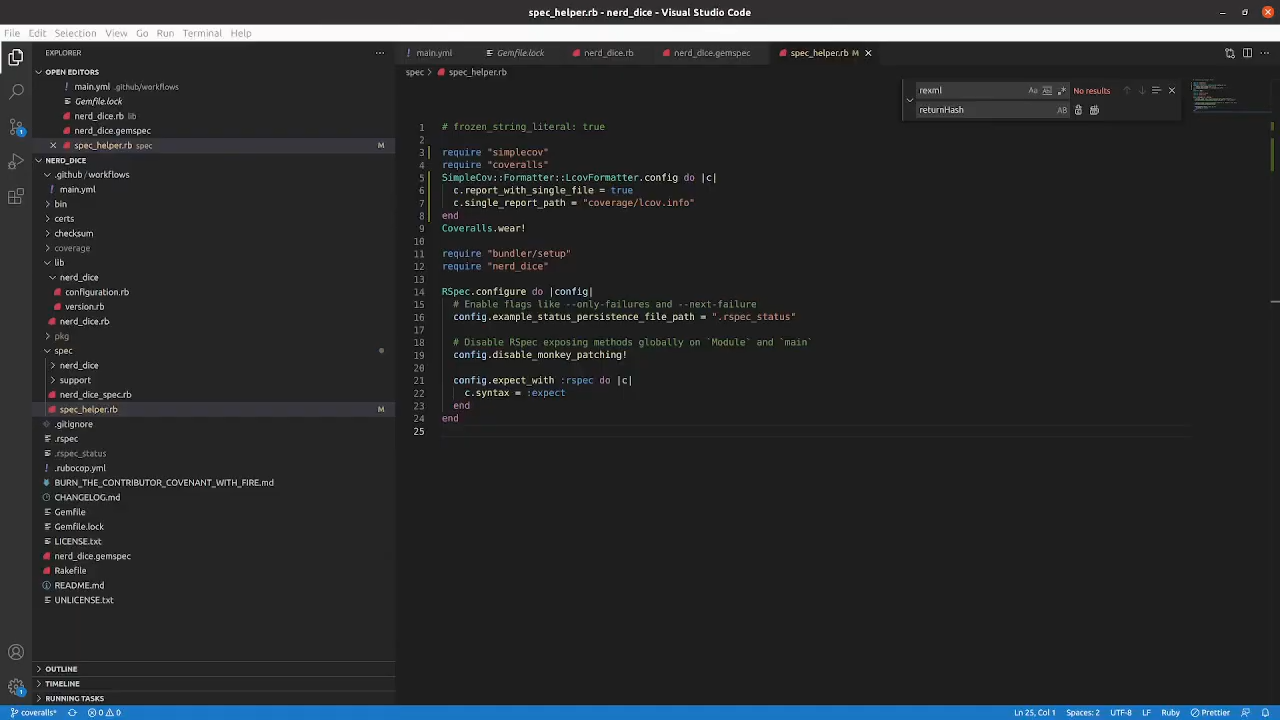 spec_helper.rb - nerd_dice - Visual Studio Code
File Edit Selection View Go Run Terminal Help
EXPLORER
OPEN EDITORS
main.yml .github/workflows
Gemfile.lock
nerd_dice.rb lib
nerd_dice.gemspec
spec_helper.rb spec M
NERD_DICE
.github/workflows
main.yml
bin
certs
checksum
coverage
lib
nerd_dice
configuration.rb
version.rb
nerd_dice.rb
pkg
spec
nerd_dice
support
nerd_dice_spec.rb
spec_helper.rb M
.gitignore
.rspec
.rspec_status
.rubocop.yml
BURN_THE_CONTRIBUTOR_COVENANT_WITH_FIRE.md
CHANGELOG.md
Gemfile
Gemfile.lock
LICENSE.txt
nerd_dice.gemspec
Rakefile
README.md
UNLICENSE.txt
OUTLINE
TIMELINE
RUNNING TASKS
main.yml Gemfile.lock nerd_dice.rb nerd_dice.gemspec spec_helper.rb M
spec > spec_helper.rb
rexml Aa No results
returnHash AB
1 # frozen_string_literal: true
2
3 require "simplecov"
4 require "coveralls"
5 SimpleCov::Formatter::LcovFormatter.config do |c|
6 c.report_with_single_file = true
7 c.single_report_path = "coverage/lcov.info"
8 end
9 Coveralls.wear!
10
11 require "bundler/setup"
12 require "nerd_dice"
13
14 RSpec.configure do |config|
15 # Enable flags like --only-failures and --next-failure
16 config.example_status_persistence_file_path = ".rspec_status"
17
18 # Disable RSpec exposing methods globally on `Module` and `main`
19 config.disable_monkey_patching!
20
21 config.expect_with :rspec do |c|
22 c.syntax = :expect
23 end
24 end
25
coveralls* 0 0 Ln 25, Col 1 Spaces: 2 UTF-8 LF Ruby Prettier